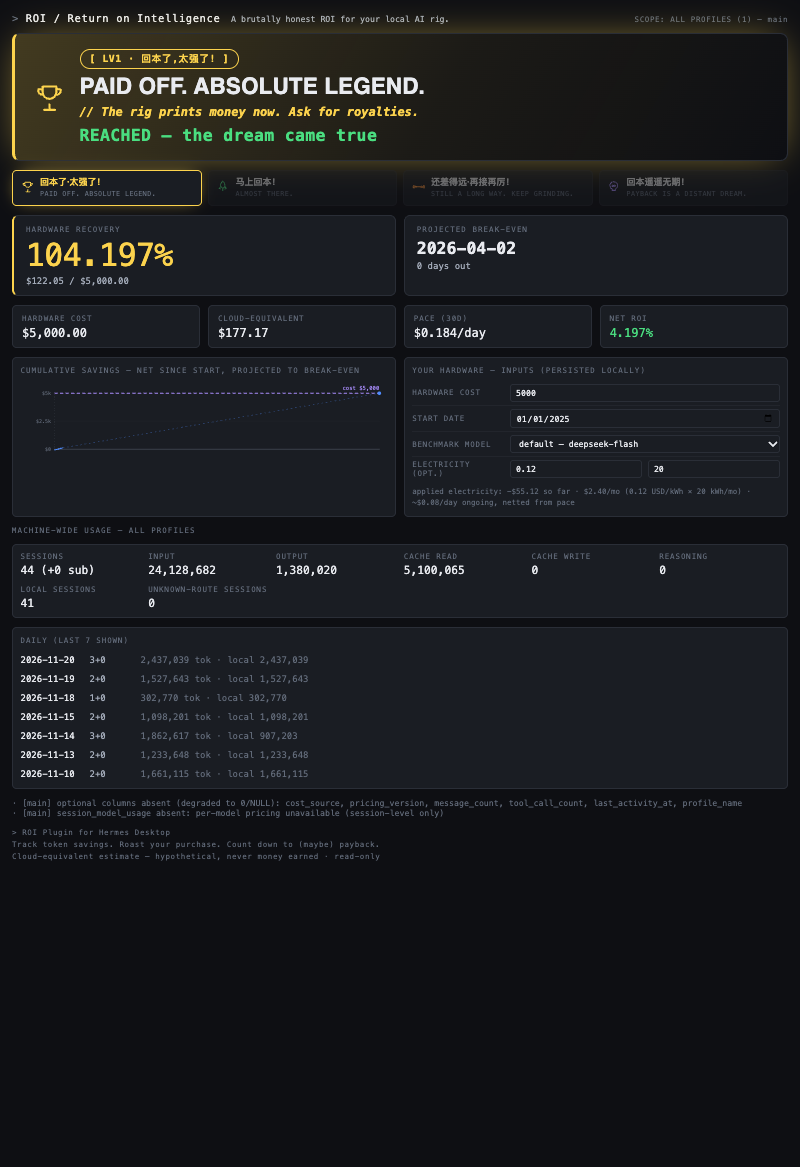 > ROI / Return on Intelligence A brutally honest ROI for your local AI rig. SCOPE: ALL PROFILES (1) — main
[ LV1 · 回本了,太强了! ]
PAID OFF. ABSOLUTE LEGEND.
// The rig prints money now. Ask for royalties.
REACHED — the dream came true
回本了·太强了!
PAID OFF. ABSOLUTE LEGEND.
马上回本!
ALMOST THERE.
还差得远·再接再厉!
STILL A LONG WAY. KEEP GRINDING.
回本遥遥无期!
PAYBACK IS A DISTANT DREAM.
HARDWARE RECOVERY
104.197%
$122.05 / $5,000.00
PROJECTED BREAK-EVEN
2026-04-02
0 days out
HARDWARE COST
$5,000.00
CLOUD-EQUIVALENT
$177.17
PACE (30D)
$0.184/day
NET ROI
4.197%
CUMULATIVE SAVINGS — NET SINCE START, PROJECTED TO BREAK-EVEN
cost $5,000
$5k
$2.5k
$0
YOUR HARDWARE — INPUTS (PERSISTED LOCALLY)
HARDWARE COST 5000
START DATE 01/01/2025
BENCHMARK MODEL default — deepseek-flash
ELECTRICITY (OPT.) 0.12 20
applied electricity: −$55.12 so far · $2.40/mo (0.12 USD/kWh × 20 kWh/mo) ·
~$0.08/day ongoing, netted from pace
MACHINE-WIDE USAGE — ALL PROFILES
SESSIONS INPUT OUTPUT CACHE READ CACHE WRITE REASONING
44 (+0 sub) 24,128,682 1,380,020 5,100,065 0 0
LOCAL SESSIONS UNKNOWN-ROUTE SESSIONS
41 0
DAILY (LAST 7 SHOWN)
2026-11-20 3+0 2,437,039 tok · local 2,437,039
2026-11-19 2+0 1,527,643 tok · local 1,527,643
2026-11-18 1+0 302,770 tok · local 302,770
2026-11-15 2+0 1,098,201 tok · local 1,098,201
2026-11-14 3+0 1,862,617 tok · local 907,203
2026-11-13 2+0 1,233,648 tok · local 1,233,648
2026-11-10 2+0 1,661,115 tok · local 1,661,115
· [main] optional columns absent (degraded to 0/NULL): cost_source, pricing_version, message_count, tool_call_count, last_activity_at, profile_name
· [main] session_model_usage absent: per-model pricing unavailable (session-level only)
> ROI Plugin for Hermes Desktop
Track token savings. Roast your purchase. Count down to (maybe) payback.
Cloud-equivalent estimate — hypothetical, never money earned · read-only